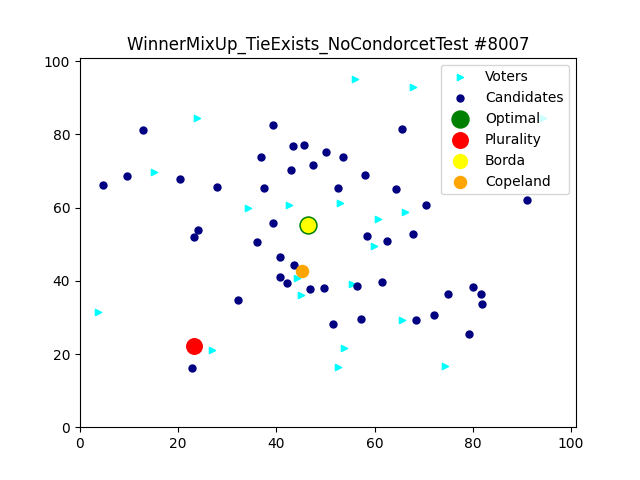 WinnerMixUp_TieExists_NoCondorcetTest #8007
100
80
60
40
20
0
0 20 40 60 80 100
Voters
Candidates
Optimal
Plurality
Borda
Copeland